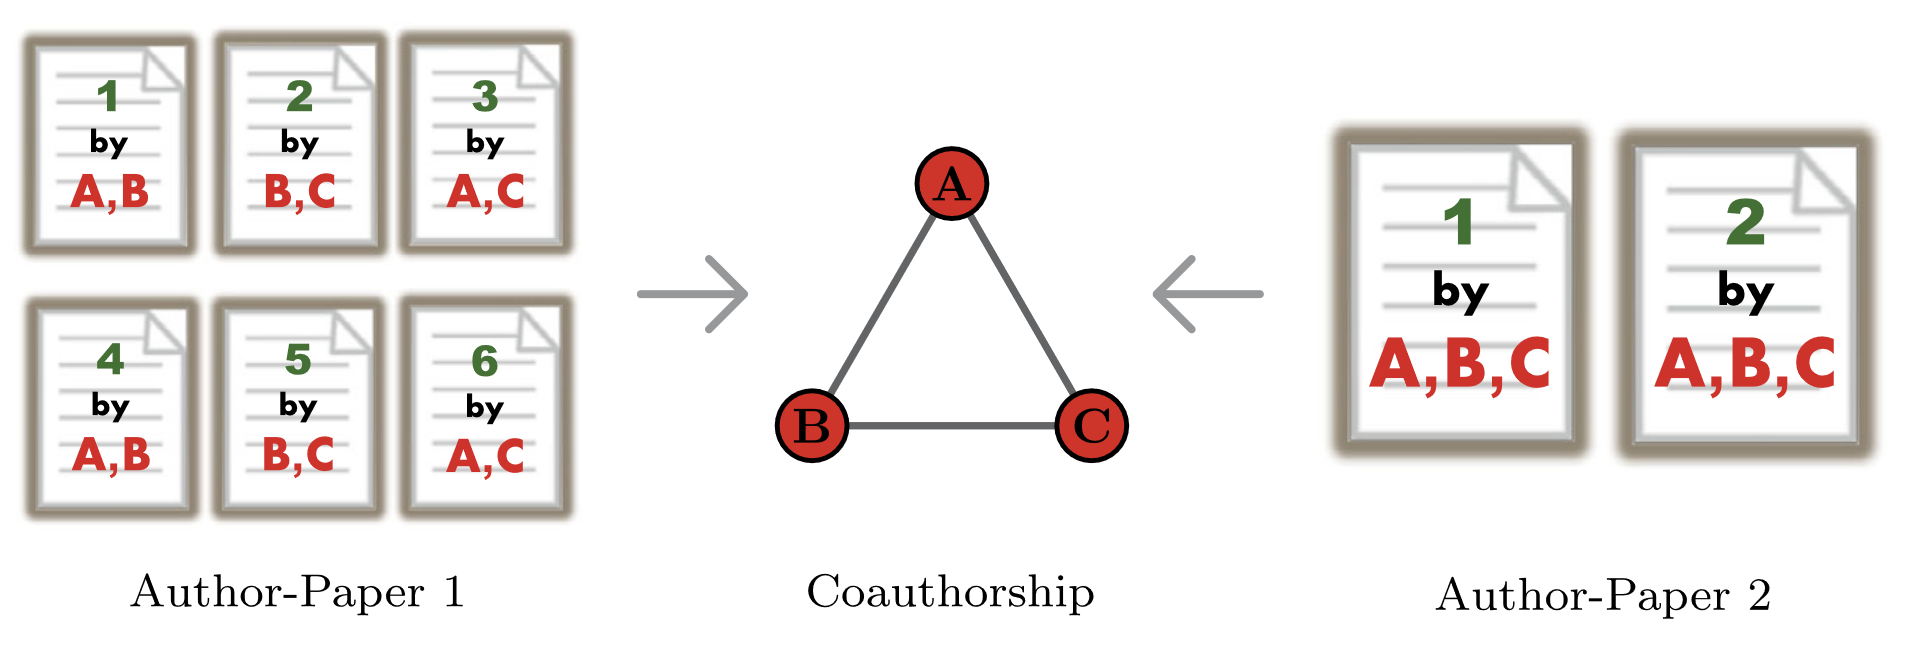 1
by
A,B
2
by
B,C
3
by
A,C
4
by
A,B
5
by
B,C
6
by
A,C
Author-Paper 1
A
B
C
Coauthorship
1
by
A,B,C
2
by
A,B,C
Author-Paper 2